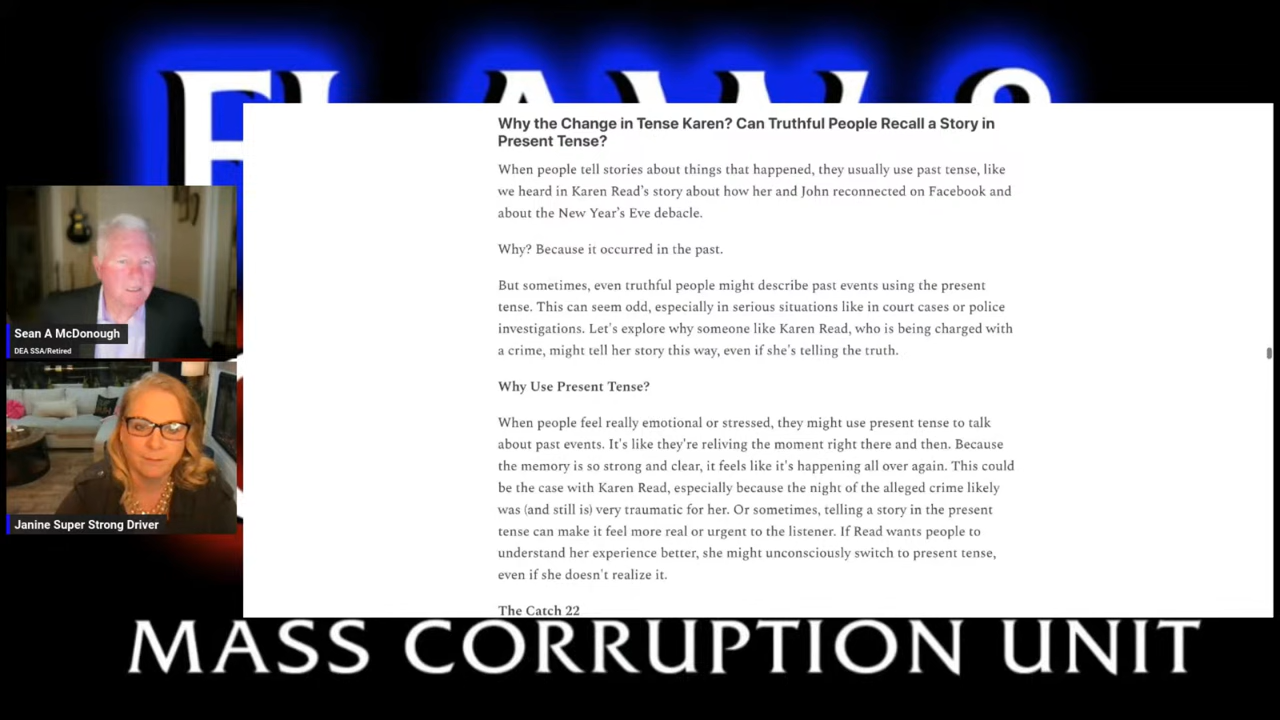 Why the Change in Tense Karen? Can Truthful People Recall a Story in
Present Tense?
When people tell stories about things that happened, they usually use past tense, like
we heard in Karen Read's story about how her and John reconnected on Facebook and
about the New Year's Eve debacle.
Why? Because it occurred in the past.
But sometimes, even truthful people might describe past events using the present
tense. This can seem odd, especially in serious situations like in court cases or police
investigations. Let's explore why someone like Karen Read, who is being charged with
a crime, might tell her story this way, even if she's telling the truth.
Why Use Present Tense?
When people feel really emotional or stressed, they might use present tense to talk
about past events. It's like they're reliving the moment right there and then. Because
the memory is so strong and clear, it feels like it's happening all over again. This could
be the case with Karen Read, especially because the night of the alleged crime likely
was (and still is) very traumatic for her. Or sometimes, telling a story in the present
tense can make it feel more real or urgent to the listener. If Read wants people to
understand her experience better, she might unconsciously switch to present tense,
even if she doesn't realize it.
The Catch 22
Sean A McDonough
DEA SSA/Retired
Janine Super Strong Driver
MASS CORRUPTION UNIT